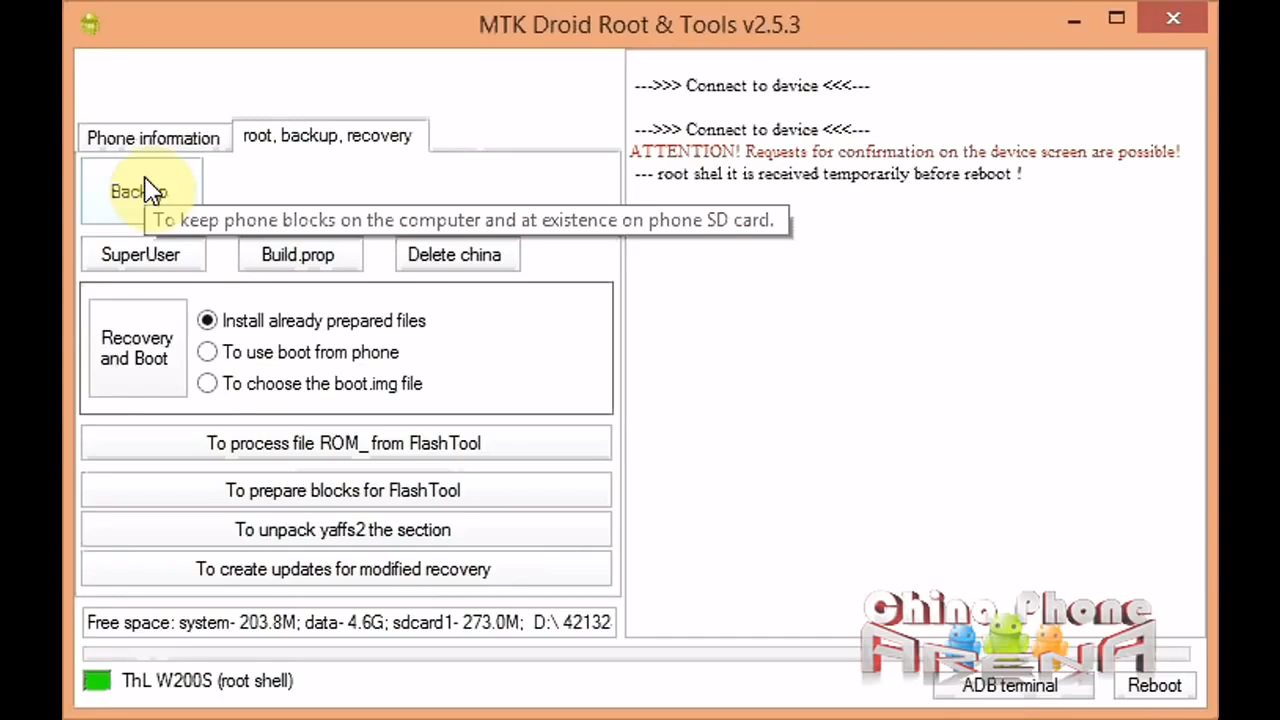 MTK Droid Root & Tools v2.5.3
--->>> Connect to device <<<---
--->>> Connect to device <<<---
ATTENTION! Requests for confirmation on the device screen are possible!
--- root shel it is received temporarily before reboot !
Phone information
root, backup, recovery
Backup
To keep phone blocks on the computer and at existence on phone SD card.
SuperUser
Build.prop
Delete china
Recovery
and Boot
Install already prepared files
To use boot from phone
To choose the boot.img file
To process file ROM_ from FlashTool
To prepare blocks for FlashTool
To unpack yaffs2 the section
To create updates for modified recovery
Free space: system- 203.8M; data- 4.6G; sdcard1- 273.0M; D:\ 42132
China Phone
ARENA
ThL W200S (root shell)
ADB terminal
Reboot